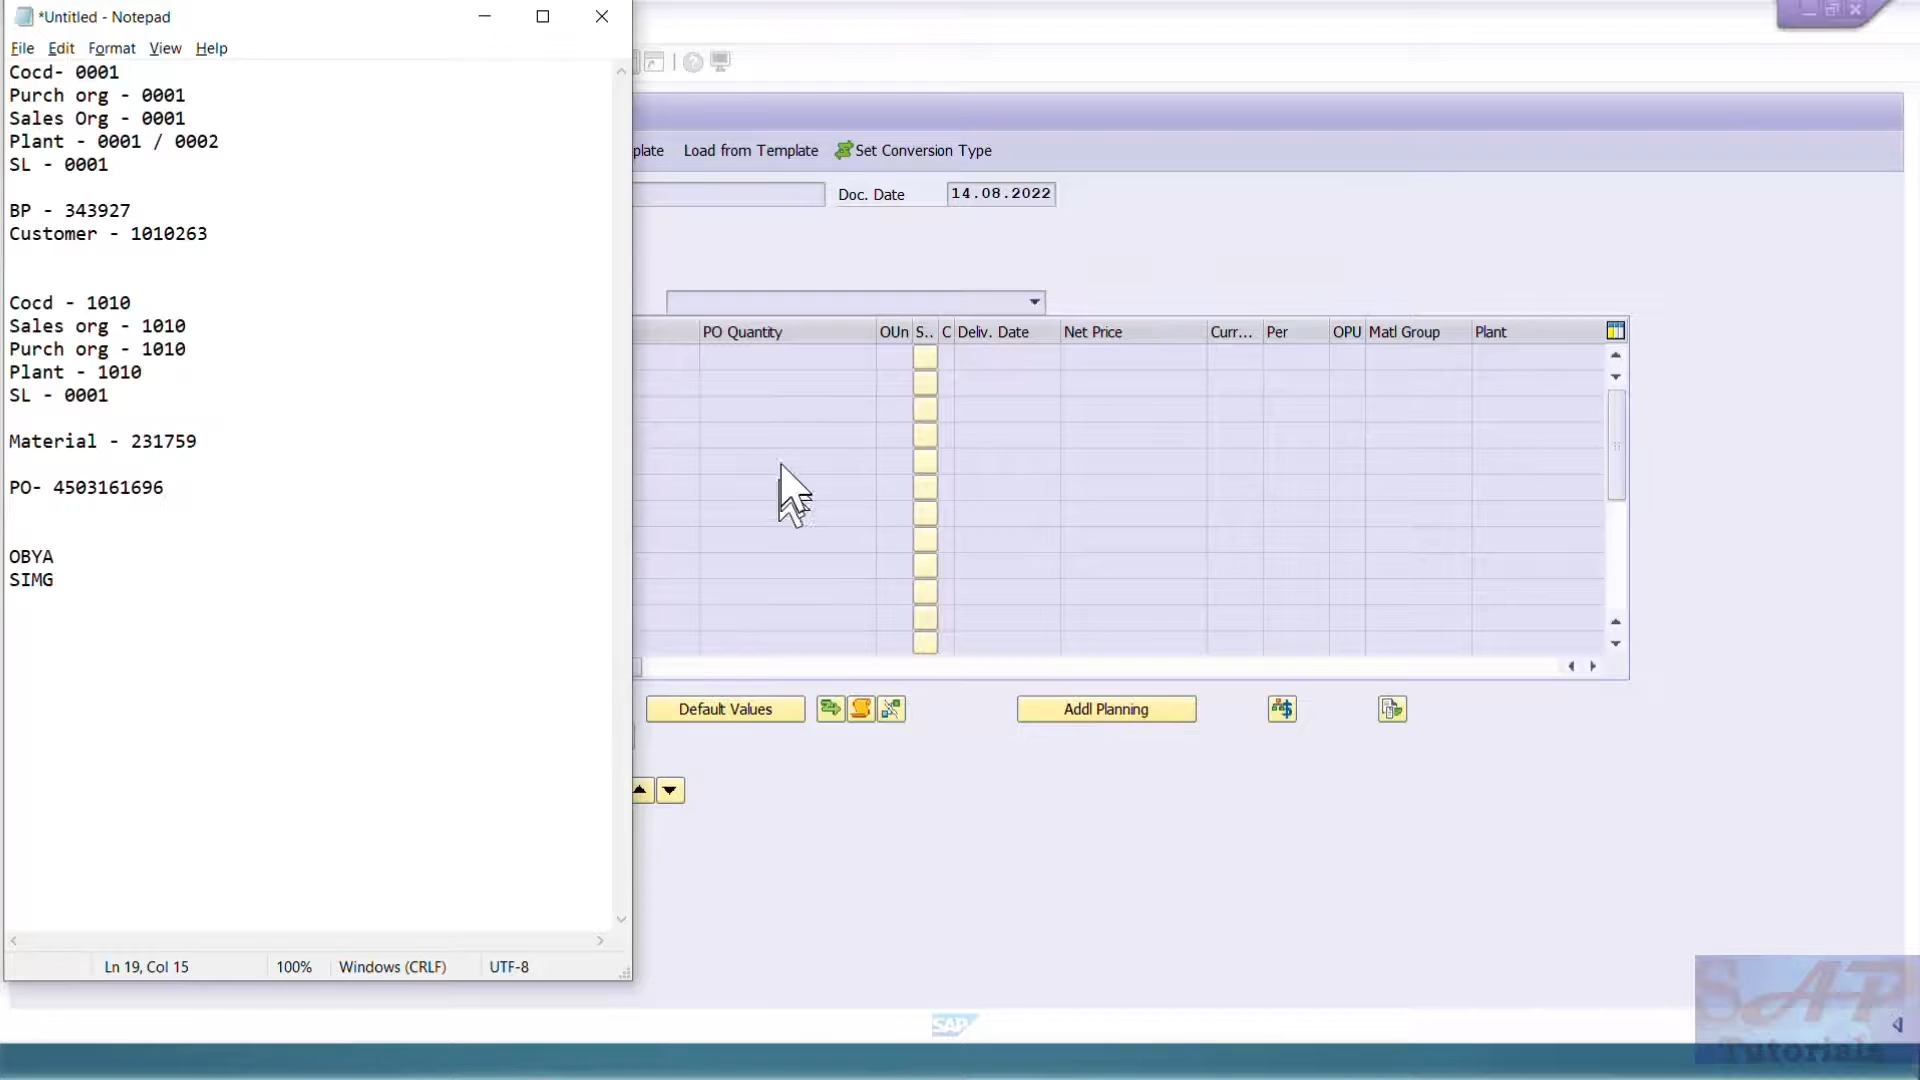 *Untitled - Notepad
File Edit Format View Help
Cocd- 0001
Purch org - 0001
Sales Org - 0001
Plant - 0001 / 0002
SL - 0001
BP - 343927
Customer - 1010263
Cocd - 1010
Sales org - 1010
Purch org - 1010
Plant - 1010
SL - 0001
Material - 231759
PO- 4503161696
OBYA
SIMG
Ln 19, Col 15 100% Windows (CRLF) UTF-8
plate Load from Template Set Conversion Type
Doc. Date 14.08.2022
PO Quantity OUn S.. C Deliv. Date Net Price Curr... Per OPU Matl Group Plant
Default Values Addl Planning
SAP
SAP
Tutorials